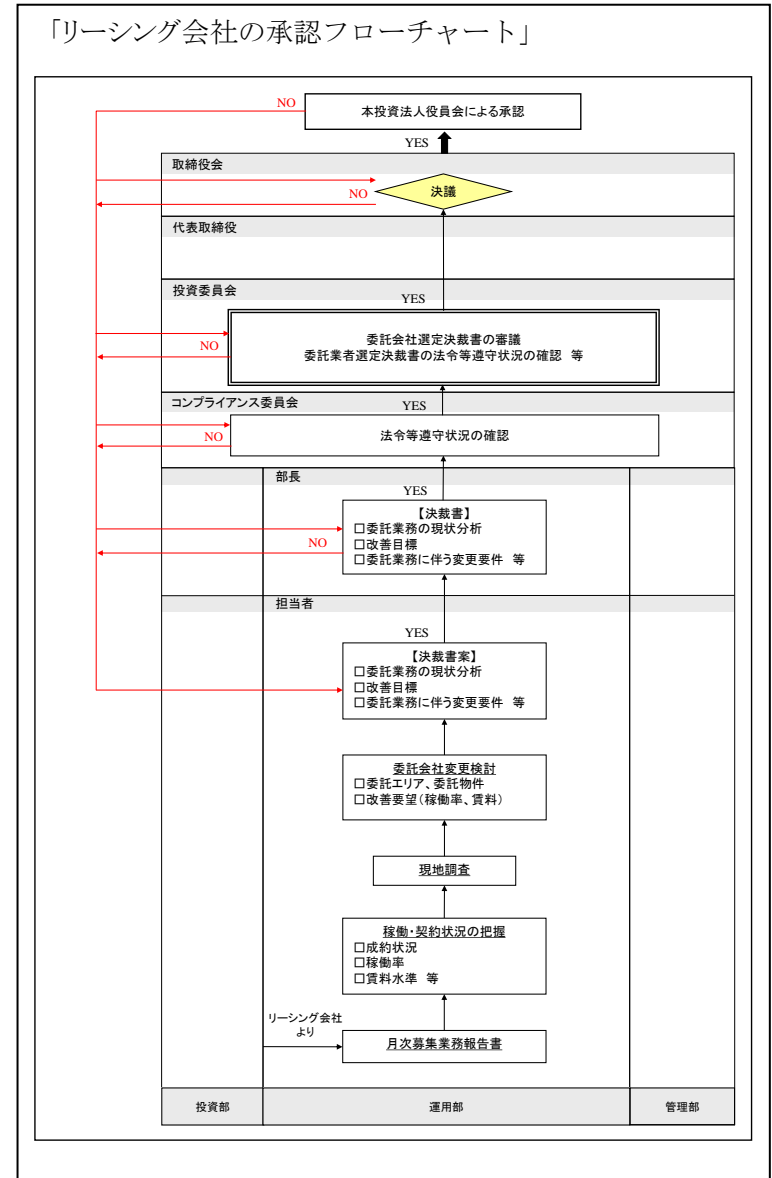 「リーシング会社の承認フローチャート」
NO
本投資法人役員会による承認
YES
取締役会
NO
決議
代表取締役
投資委員会
YES
委託会社選定決裁書の審議
NO
委託業者選定決裁書の法令等遵守状況の確認 等
コンプライアンス委員会
YES
NO
法令等遵守状況の確認
部長
YES
【決裁書】
□委託業務の現状分析
NO
□改善目標
□委託業務に伴う変更要件 等
担当者
YES
【決裁書案】
□委託業務の現状分析
□改善目標
□委託業務に伴う変更要件 等
委託会社変更検討
□委託エリア、委託物件
□改善要望(稼働率、賃料)
現地調査
稼働・契約状況の把握
□成約状況
□稼働率
□賃料水準 等
リーシング会社
より
月次募集業務報告書
投資部
運用部
管理部